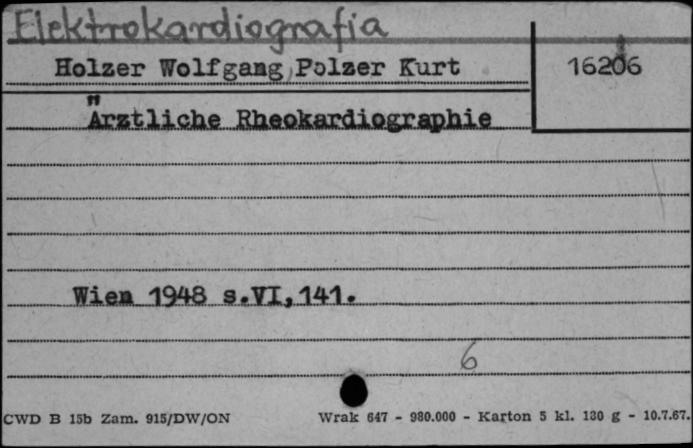 Elektrokardiografia
Holzer Wolfgang, Polzer Kurt
16206
Ärztliche Rheokardiographie
Wien 1948 s.VI,141.
6
CWD B 15b Zam. 915/DW/ON Wrak 647 - 980.000 - Karton 5 kl. 130 g - 10.7.67.